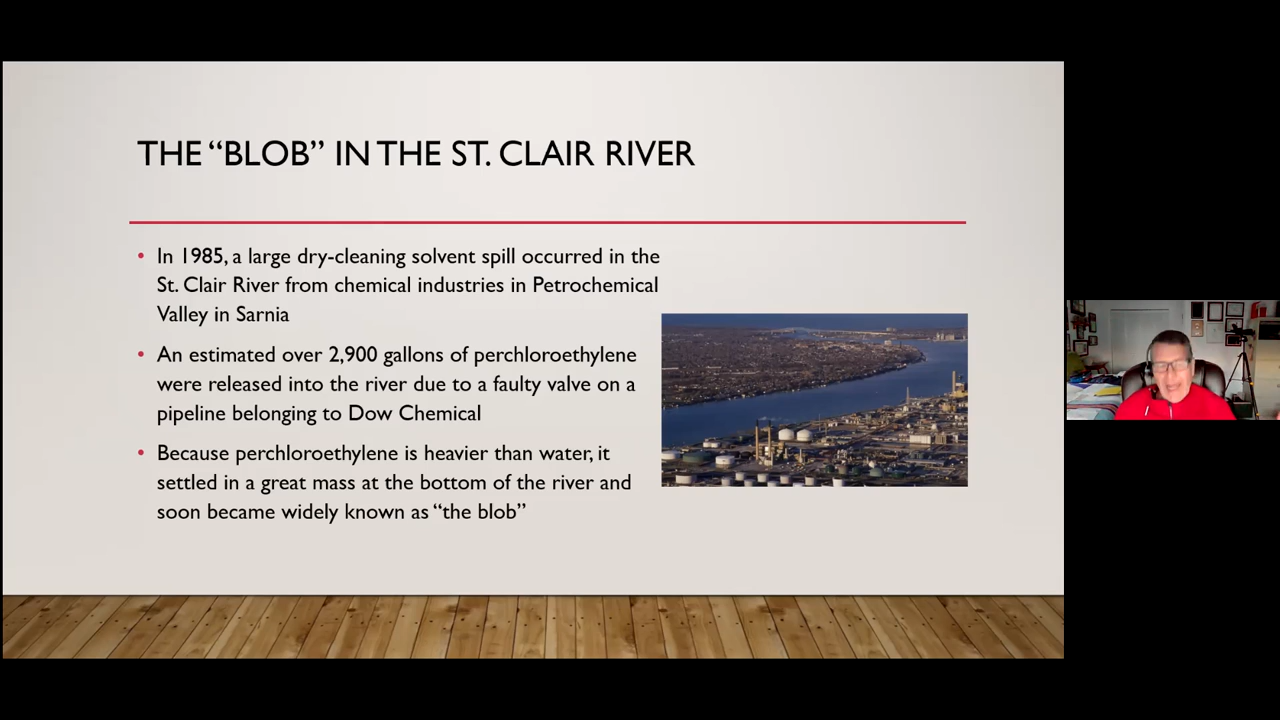 THE “BLOB” IN THE ST. CLAIR RIVER
• In 1985, a large dry-cleaning solvent spill occurred in the
St. Clair River from chemical industries in Petrochemical
Valley in Sarnia
• An estimated over 2,900 gallons of perchloroethylene
were released into the river due to a faulty valve on a
pipeline belonging to Dow Chemical
• Because perchloroethylene is heavier than water, it
settled in a great mass at the bottom of the river and
soon became widely known as “the blob”